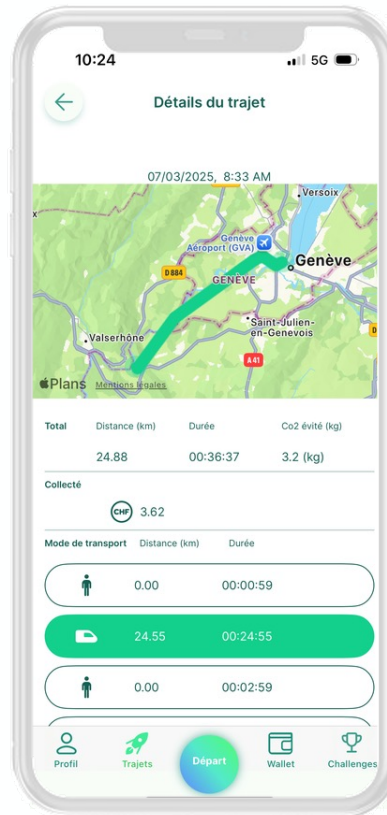 10:24
5G
Détails du trajet
07/03/2025, 8:33 AM
Versoix
Genève
Aéroport (GVA)
Genève
D 884
GENÈVE
Saint-Julien-
en-Genevois
Valserhône
A 41
Plans Mentions légales
Total Distance (km) Durée Co2 évité (kg)
24.88 00:36:37 3.2 (kg)
Collecté
CHF 3.62
Mode de transport Distance (km) Durée
0.00 00:00:59
24.55 00:24:55
0.00 00:02:59
Profil Trajets Départ Wallet Challenges